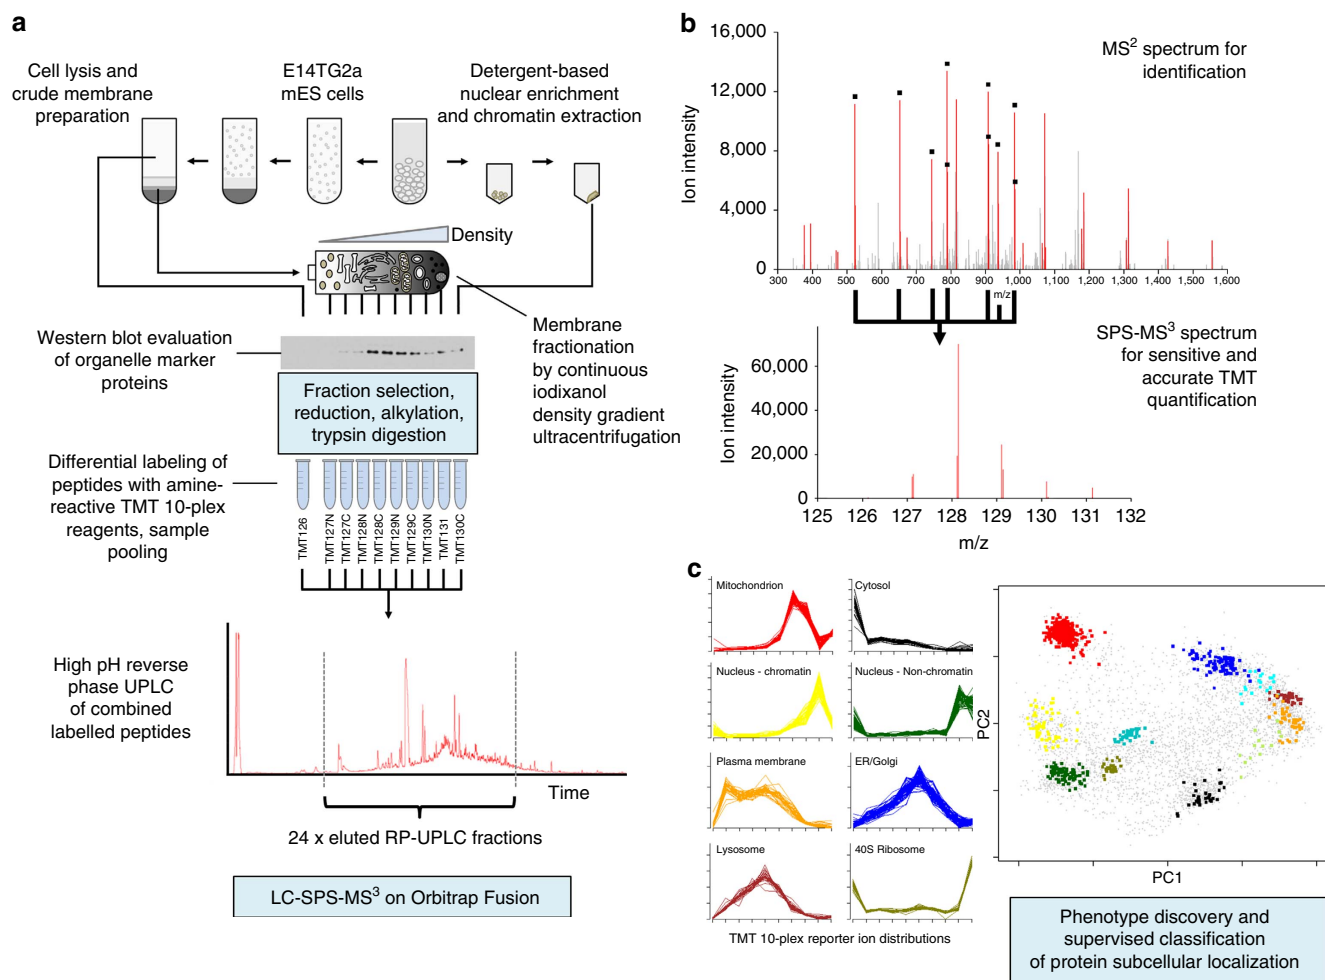 a
Cell lysis and
crude membrane
preparation
E14TG2a
mES cells
Detergent-based
nuclear enrichment
and chromatin extraction
Density
Western blot evaluation
of organelle marker
proteins
Membrane
fractionation
by continuous
iodixanol
density gradient
ultracentrifugation
Fraction selection,
reduction, alkylation,
trypsin digestion
Differential labeling of
peptides with amine-
reactive TMT 10-plex
reagents, sample
pooling
TMT126
TMT127N
TMT127C
TMT128N
TMT128C
TMT129N
TMT129C
TMT130N
TMT131
TMT130C
High pH reverse
phase UPLC
of combined
labelled peptides
Time
24 x eluted RP-UPLC fractions
LC-SPS-MS³ on Orbitrap Fusion
b
16,000
12,000
8,000
4,000
0
Ion intensity
MS² spectrum for
identification
300 400 500 600 700 800 900 1,000 1,100 1,200 1,300 1,400 1,500 1,600
m/z
SPS-MS³ spectrum
for sensitive and
accurate TMT
quantification
60,000
40,000
20,000
0
Ion intensity
125 126 127 128 129 130 131 132
m/z
c
Mitochondrion
Cytosol
Nucleus - chromatin
Nucleus - Non-chromatin
Plasma membrane
ER/Golgi
Lysosome
40S Ribosome
TMT 10-plex reporter ion distributions
PC2
PC1
Phenotype discovery and
supervised classification
of protein subcellular localization